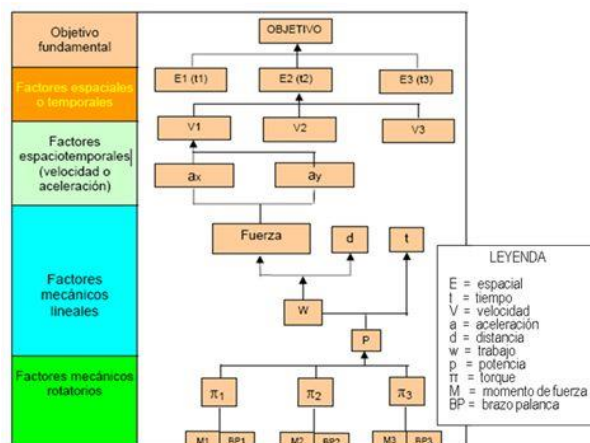 Objetivo
fundamental
Factores espaciales
o temporales
Factores
espaciotemporales
(velocidad o
aceleración)
Factores
mecánicos
lineales
Factores mecánicos
rotatorios
OBJETIVO
E1 (t1)
E2 (t2)
E3 (t3)
V1
V2
V3
ax
ay
Fuerza
d
t
W
P
π1
π2
π3
M1
BP1
M2
BP2
M3
BP3
LEYENDA
E = espacial
t = tiempo
V = velocidad
a = aceleración
d = distancia
w = trabajo
p = potencia
π = torque
M = momento de fuerza
BP= brazo palanca